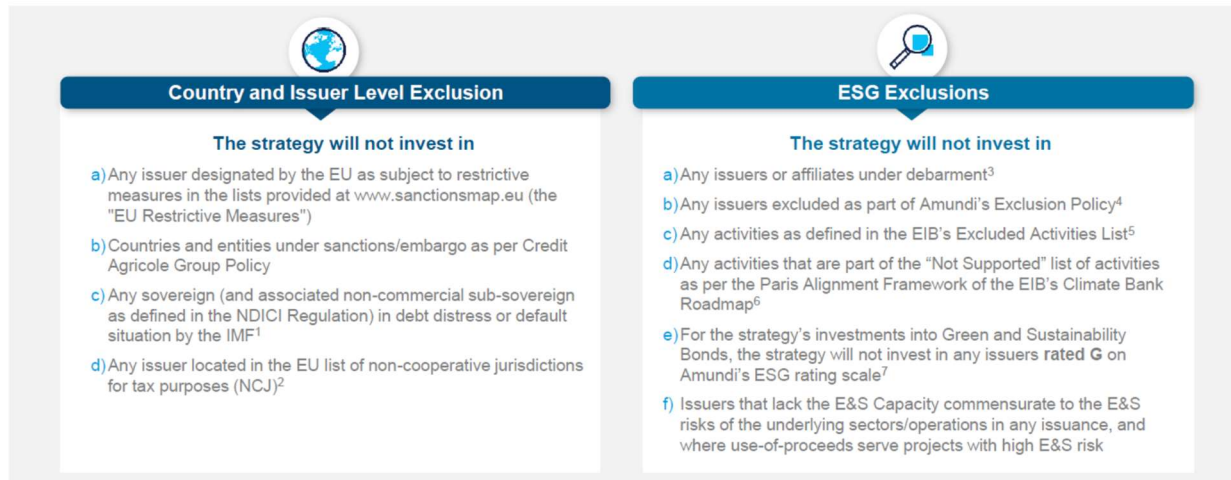 Country and Issuer Level Exclusion
The strategy will not invest in
a) Any issuer designated by the EU as subject to restrictive
measures in the lists provided at www.sanctionsmap.eu (the
"EU Restrictive Measures")
b) Countries and entities under sanctions/embargo as per Credit
Agricole Group Policy
c) Any sovereign (and associated non-commercial sub-sovereign
as defined in the NDICI Regulation) in debt distress or default
situation by the IMF¹
d) Any issuer located in the EU list of non-cooperative jurisdictions
for tax purposes (NCJ)²
ESG Exclusions
The strategy will not invest in
a) Any issuers or affiliates under debarment³
b) Any issuers excluded as part of Amundi's Exclusion Policy⁴
c) Any activities as defined in the EIB's Excluded Activities List⁵
d) Any activities that are part of the “Not Supported” list of activities
as per the Paris Alignment Framework of the EIB's Climate Bank
Roadmap⁶
e) For the strategy's investments into Green and Sustainability
Bonds, the strategy will not invest in any issuers rated G on
Amundi's ESG rating scale⁷
f) Issuers that lack the E&S Capacity commensurate to the E&S
risks of the underlying sectors/operations in any issuance, and
where use-of-proceeds serve projects with high E&S risk